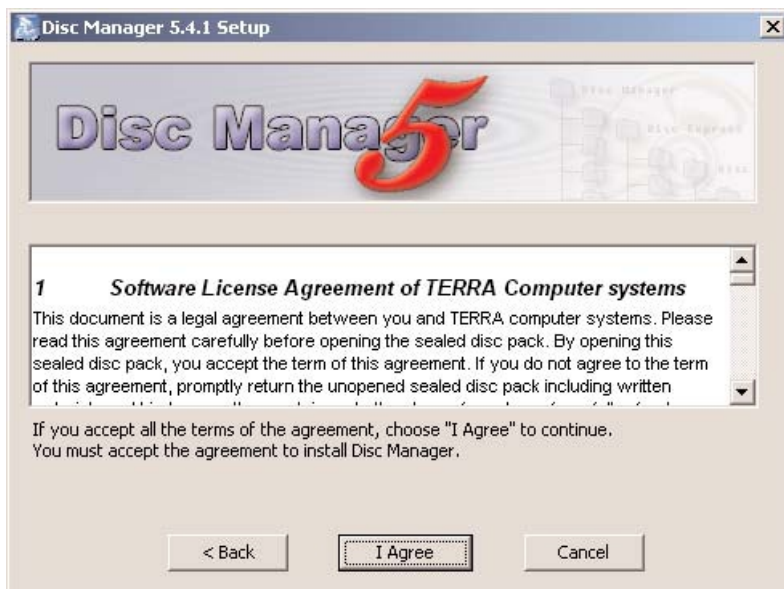 Disc Manager 5.4.1 Setup
Disc Manager 5
Disc Manager
Disc
1 Software License Agreement of TERRA Computer systems
This document is a legal agreement between you and TERRA computer systems. Please
read this agreement carefully before opening the sealed disc pack. By opening this
sealed disc pack, you accept the term of this agreement. If you do not agree to the term
of this agreement, promptly return the unopened sealed disc pack including written
If you accept all the terms of the agreement, choose "I Agree" to continue.
You must accept the agreement to install Disc Manager.
< Back
I Agree
Cancel